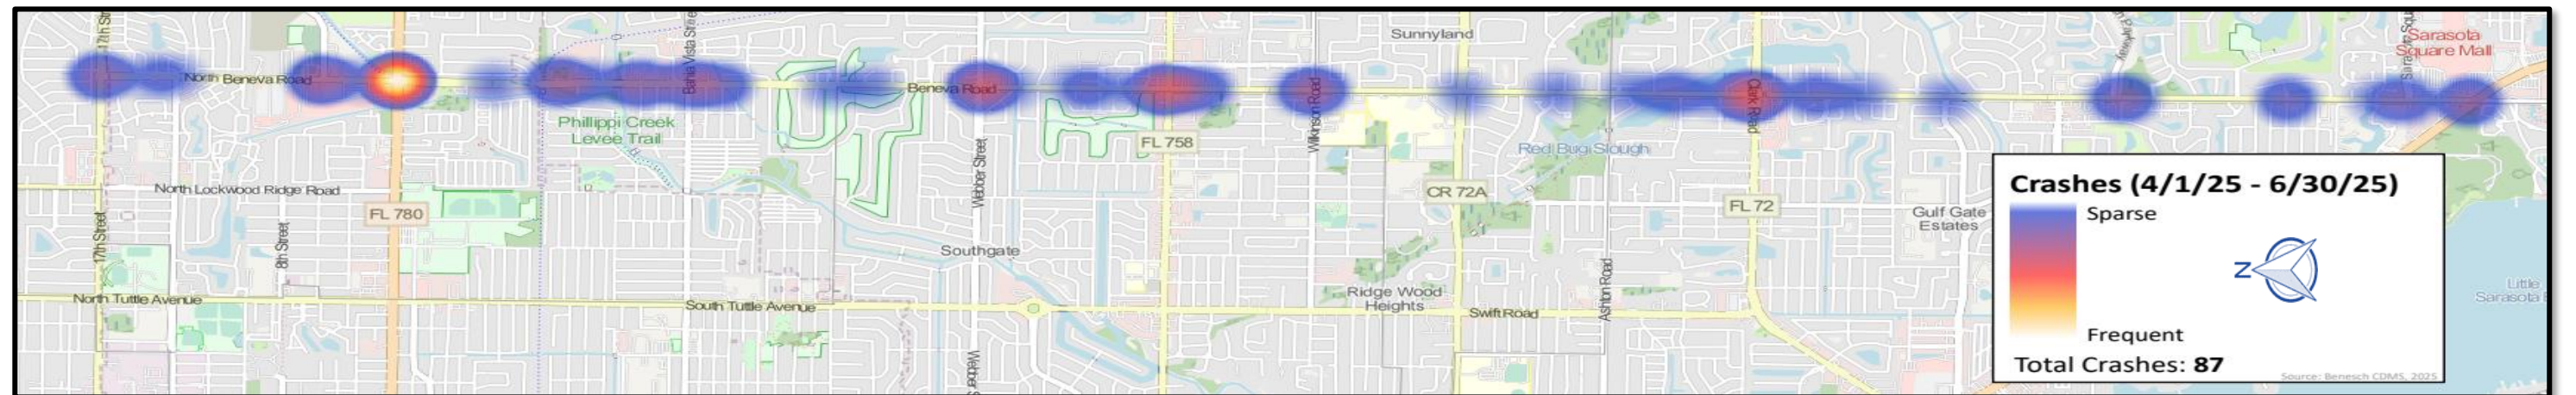 17th St
Bahia Vista Stree
Sunnyland
Sarasota
Square Mall
North Beneva Road
Beneva Road
Wilkinson Road
Clark Road
Phillippi Creek
Levee Trail
FL 758
Red Bug Slough
Webber Street
North Lockwood Ridge Road
CR 72A
FL 72
FL 780
Gulf Gate
Estates
17th Street
8th Street
Southgate
Ridge Wood
Heights
Ashton Road
North Tuttle Avenue
South Tuttle Avenue
Swift Road
Webber S
Little
Sarasota
Crashes (4/1/25 - 6/30/25)
Sparse
Frequent
Z
Total Crashes: 87
Source: Benesch CDMS, 2025